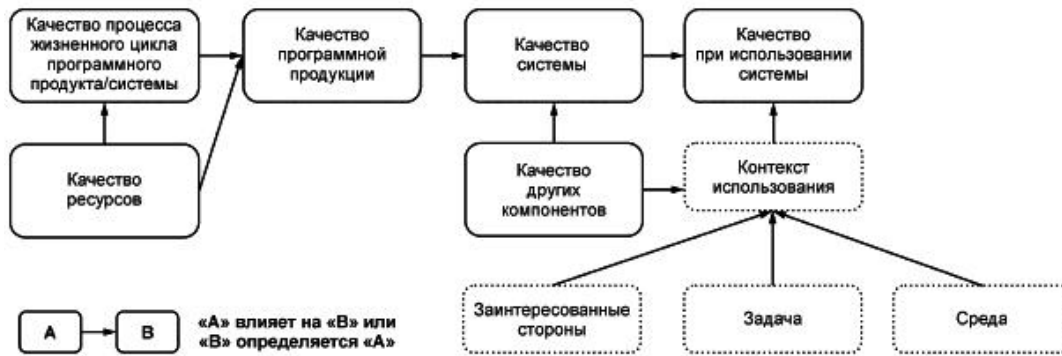 Качество процесса
жизненного цикла
программного
продукта/системы
Качество
программной
продукции
Качество
системы
Качество
при использовании
системы
Качество
ресурсов
Качество
других
компонентов
Контекст
использования
Заинтересованные
стороны
Задача
Среда
А
В
«А» влияет на «В» или
«В» определяется «А»